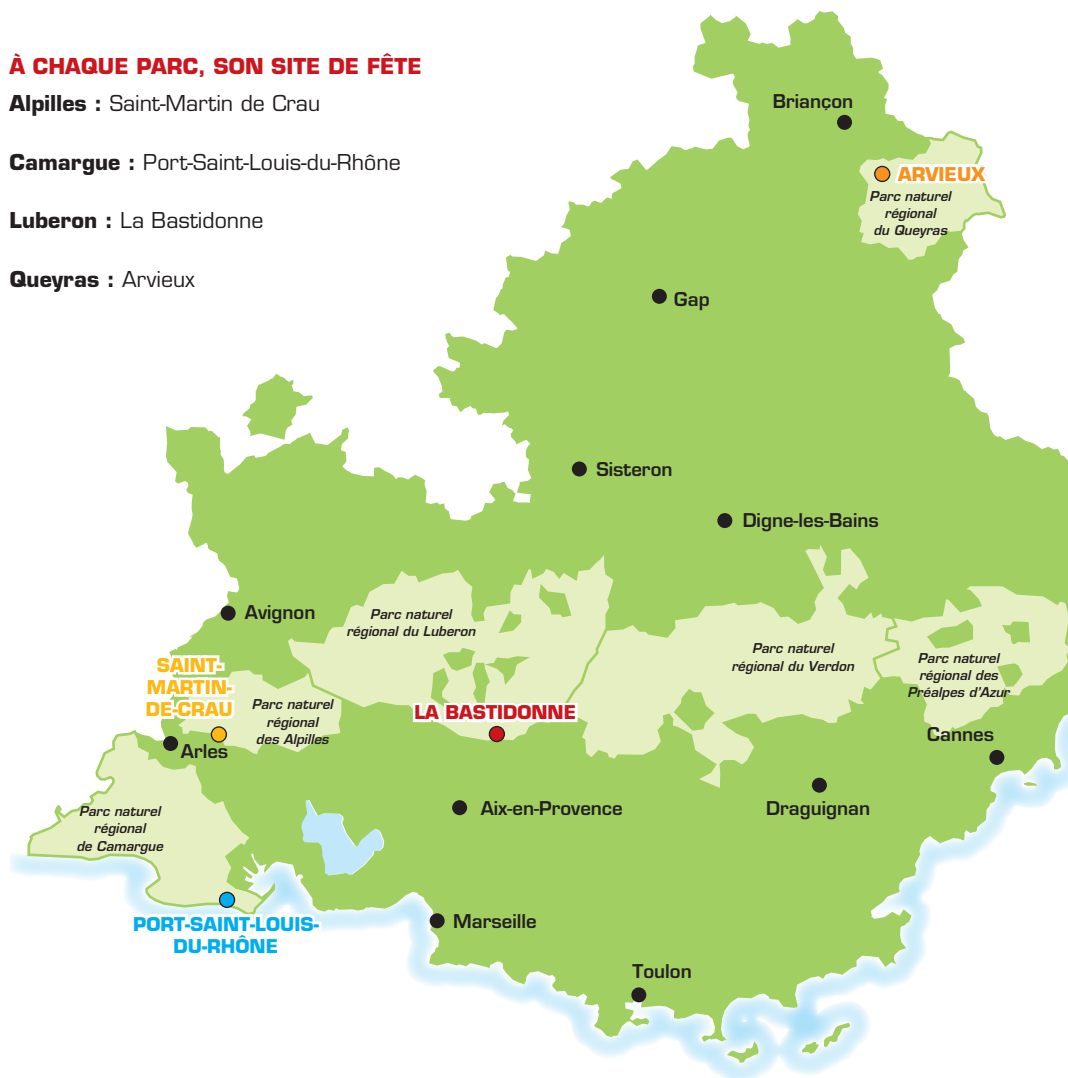 À CHAQUE PARC, SON SITE DE FÊTE
Alpilles : Saint-Martin de Crau
Camargue : Port-Saint-Louis-du-Rhône
Luberon : La Bastidonne
Queyras : Arvieux
Briançon
ARVIEUX
Parc naturel
régional
du Queyras
Gap
Sisteron
Digne-les-Bains
Avignon
Parc naturel
régional du Luberon
Parc naturel
régional du Verdon
Parc naturel
régional des
Préalpes d'Azur
SAINT-
MARTIN-
DE-CRAU
Parc naturel
régional
des Alpilles
LA BASTIDONNE
Arles
Cannes
Parc naturel
régional
de Camargue
Aix-en-Provence
Draguignan
PORT-SAINT-LOUIS-
DU-RHÔNE
Marseille
Toulon